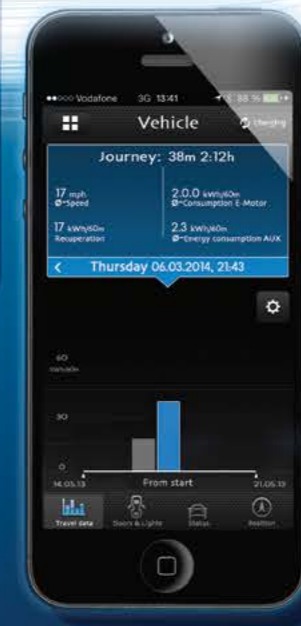 Vodafone 3G 13:41 88 %
Vehicle Charging
Journey: 38m 2:12h
17 mph
Ø-Speed
2.0.0 kWh/60m
Ø-Consumption E-Motor
17 kWh/60m
Recuperation
2.3 kWh/60m
Ø-Energy consumption AUX
< Thursday 06.03.2014, 21:43
60
30
0
14.05.13 From start 21.05.13
Travel data Doors & Lights Status Position